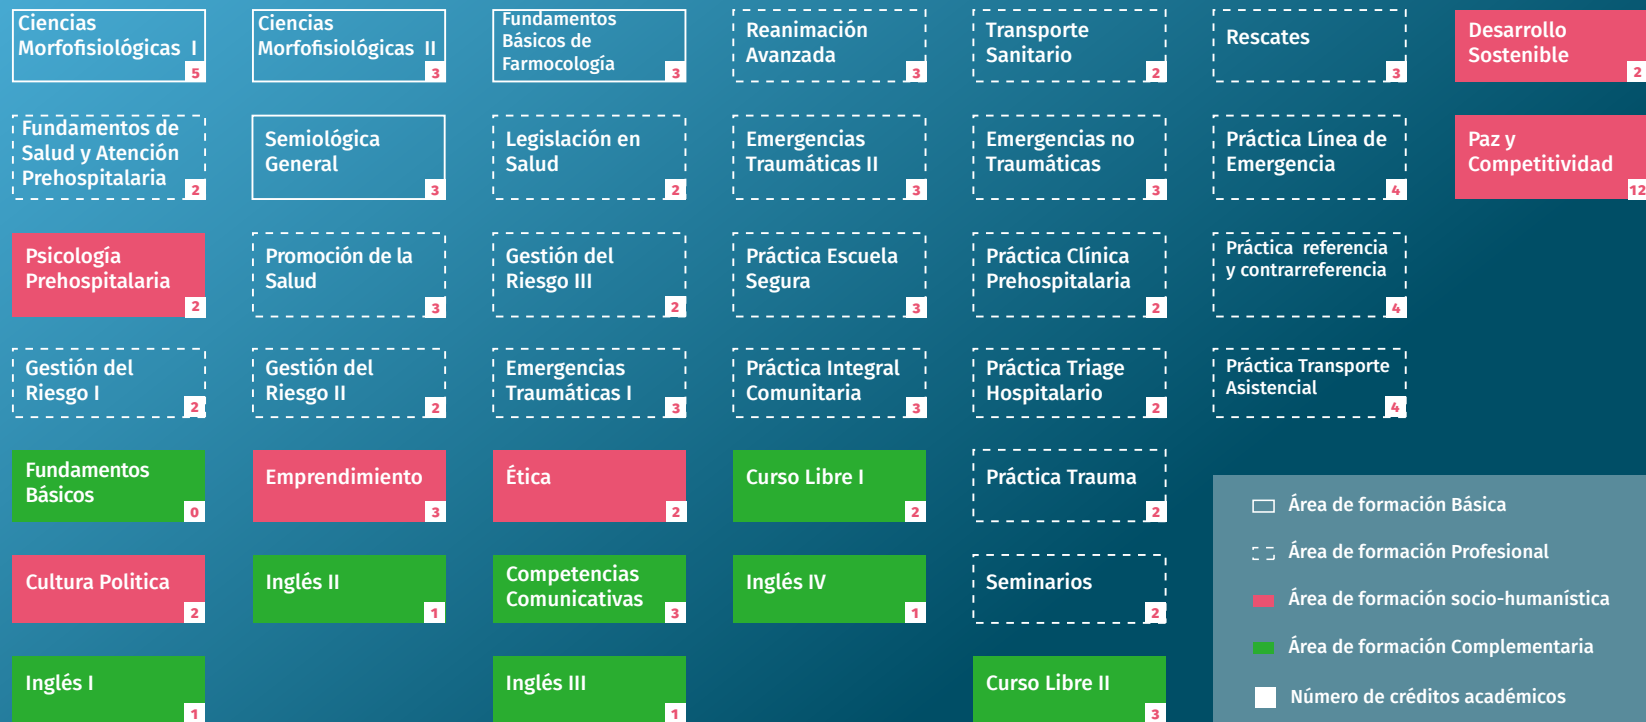 Ciencias
Morfofisiológicas I
5
Fundamentos de
Salud y Atención
Prehospitalaria
2
Psicología
Prehospitalaria
2
Gestión del
Riesgo I
2
Fundamentos
Básicos
0
Cultura Politica
2
Inglés I
1
Ciencias
Morfofisiológicas II
3
Semiológica
General
3
Promoción de la
Salud
3
Gestión del
Riesgo II
2
Emprendimiento
3
Inglés II
1
Fundamentos
Básicos de
Farmocología
3
Legislación en
Salud
2
Gestión del
Riesgo III
2
Emergencias
Traumáticas I
3
Ética
2
Competencias
Comunicativas
3
Inglés III
1
Reanimación
Avanzada
3
Emergencias
Traumáticas II
3
Práctica Escuela
Segura
3
Práctica Integral
Comunitaria
3
Curso Libre I
2
Inglés IV
1
Transporte
Sanitario
2
Emergencias no
Traumáticas
3
Práctica Clínica
Prehospitalaria
2
Práctica Triage
Hospitalario
2
Práctica Trauma
2
Seminarios
2
Curso Libre II
3
Rescates
3
Práctica Línea de
Emergencia
4
Práctica referencia
y contrarreferencia
4
Práctica Transporte
Asistencial
4
Desarrollo
Sostenible
2
Paz y
Competitividad
12
Área de formación Básica
Área de formación Profesional
Área de formación socio-humanística
Área de formación Complementaria
Número de créditos académicos